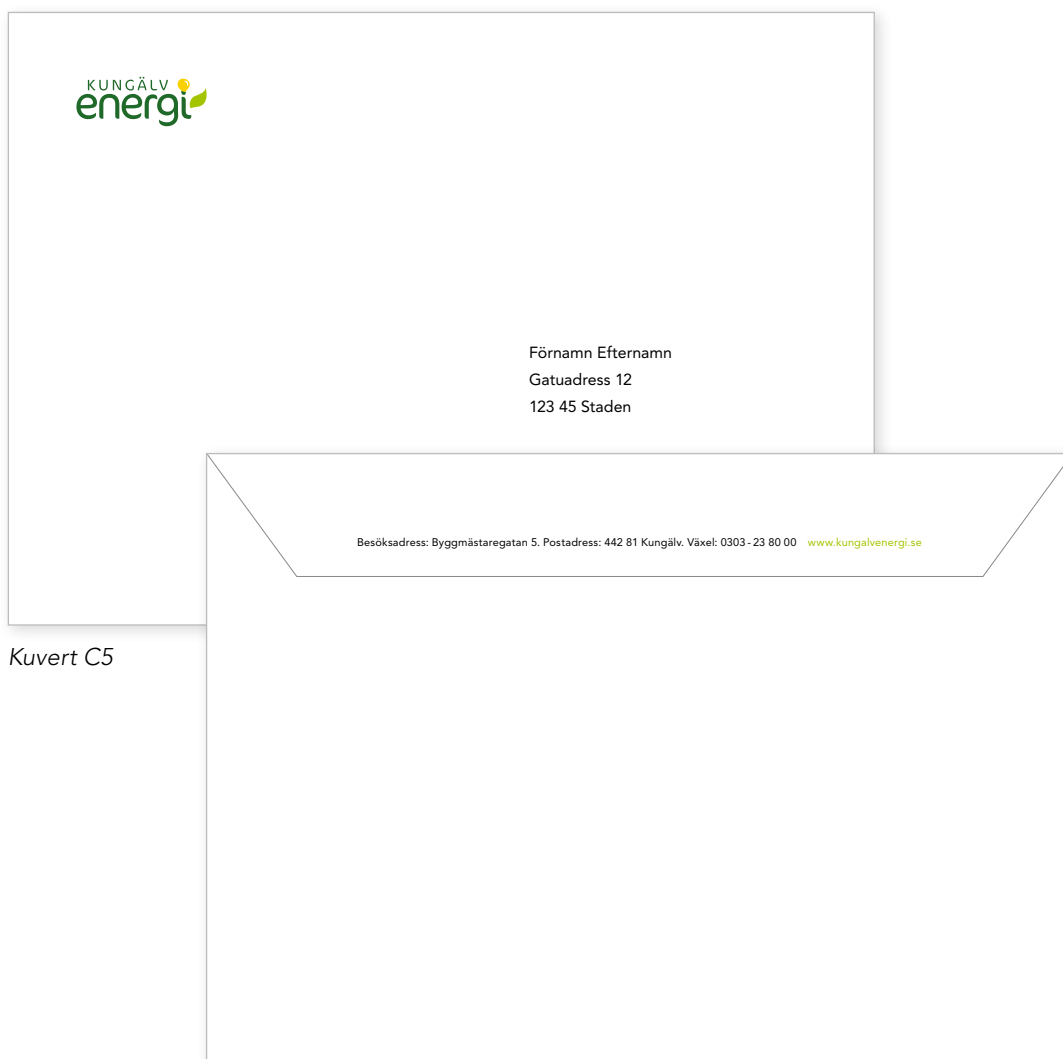 KUNGÄLV
energi
Förnamn Efternamn
Gatuadress 12
123 45 Staden
Besöksadress: Byggmästaregatan 5. Postadress: 442 81 Kungälv. Växel: 0303 - 23 80 00 www.kungalvenergi.se
Kuvert C5